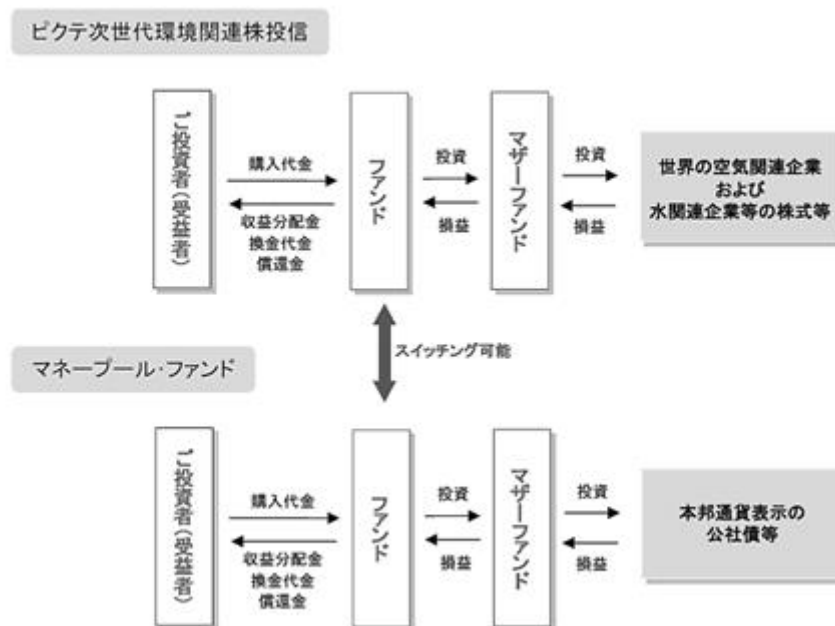 ピクテ次世代環境関連株投信
ご投資者(受益者)
購入代金
収益分配金
換金代金
償還金
ファンド
投資
損益
マザーファンド
投資
損益
世界の空気関連企業
および
水関連企業等の株式等
スイッチング可能
マネープール・ファンド
ご投資者(受益者)
購入代金
収益分配金
換金代金
償還金
ファンド
投資
損益
マザーファンド
投資
損益
本邦通貨表示の
公社債等